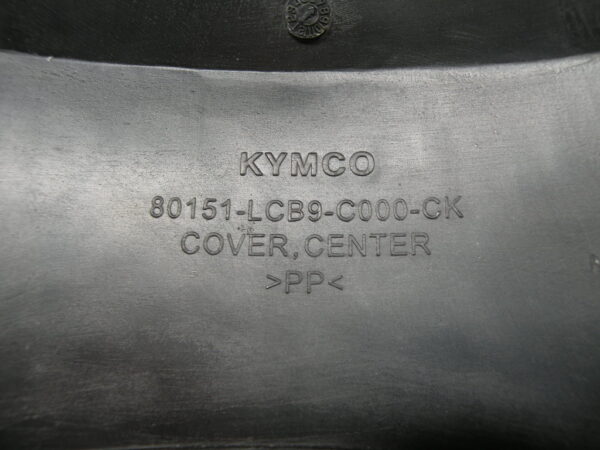 KYMCO
80151-LCB9-C000-CK
COVER, CENTER
>PP<